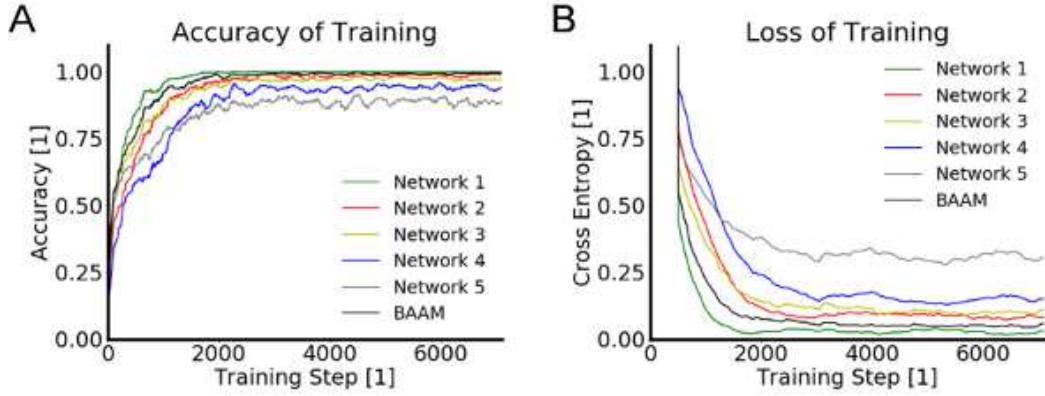 A
Accuracy of Training
Accuracy [1]
1.00
0.75
0.50
0.25
0.00
Network 1
Network 2
Network 3
Network 4
Network 5
BAAM
0
2000
4000
6000
Training Step [1]
B
Loss of Training
Cross Entropy [1]
1.00
0.75
0.50
0.25
0.00
Network 1
Network 2
Network 3
Network 4
Network 5
BAAM
0
2000
4000
6000
Training Step [1]